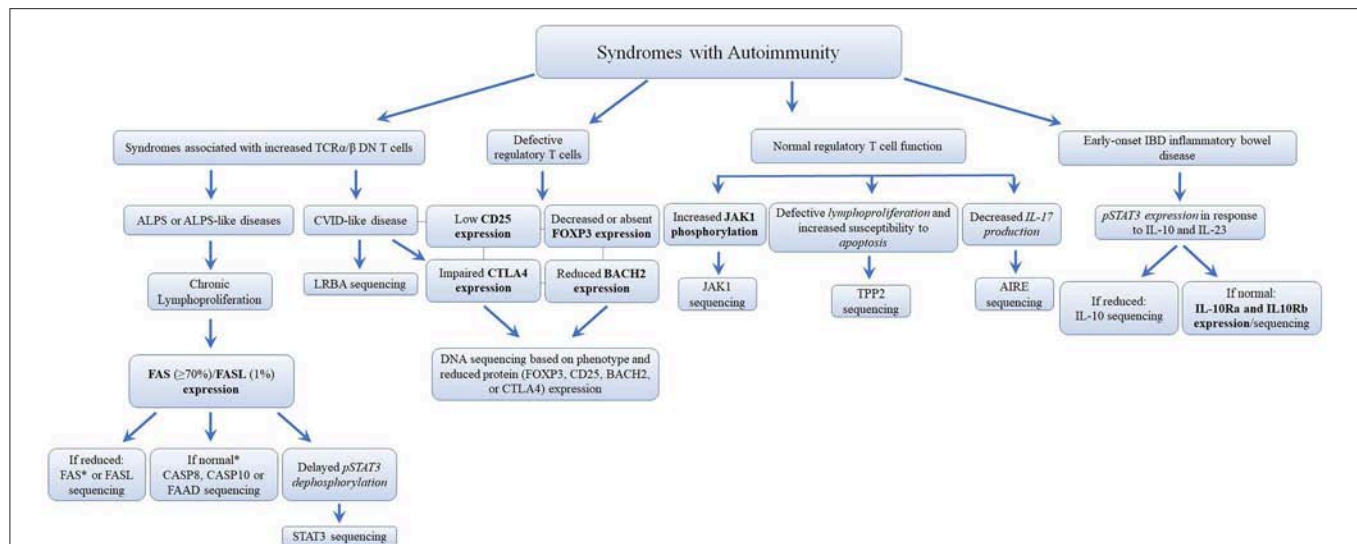 Syndromes with Autoimmunity
Syndromes associated with increased TCRα/β DN T cells
Defective
regulatory T cells
Normal regulatory T cell function
Early-onset IBD inflammatory bowel
disease
ALPS or ALPS-like diseases
CVID-like disease
Low CD25
expression
Decreased or absent
FOXP3 expression
Increased JAK1
phosphorylation
Defective lymphoproliferation and
increased susceptibility to
apoptosis
Decreased IL-17
production
pSTAT3 expression in response
to IL-10 and IL-23
Chronic
Lymphoproliferation
LRBA sequencing
Impaired CTLA4
expression
Reduced BACH2
expression
JAK1
sequencing
TPP2
sequencing
AIRE
sequencing
If reduced:
IL-10 sequencing
If normal:
IL-10Ra and IL10Rb
expression/sequencing
FAS (≥70%)/FASL (1%)
expression
DNA sequencing based on phenotype and
reduced protein (FOXP3, CD25, BACH2,
or CTLA4) expression
If reduced:
FAS* or FASL
sequencing
If normal*
CASP8, CASP10 or
FAAD sequencing
Delayed pSTAT3
dephosphorylation
STAT3 sequencing